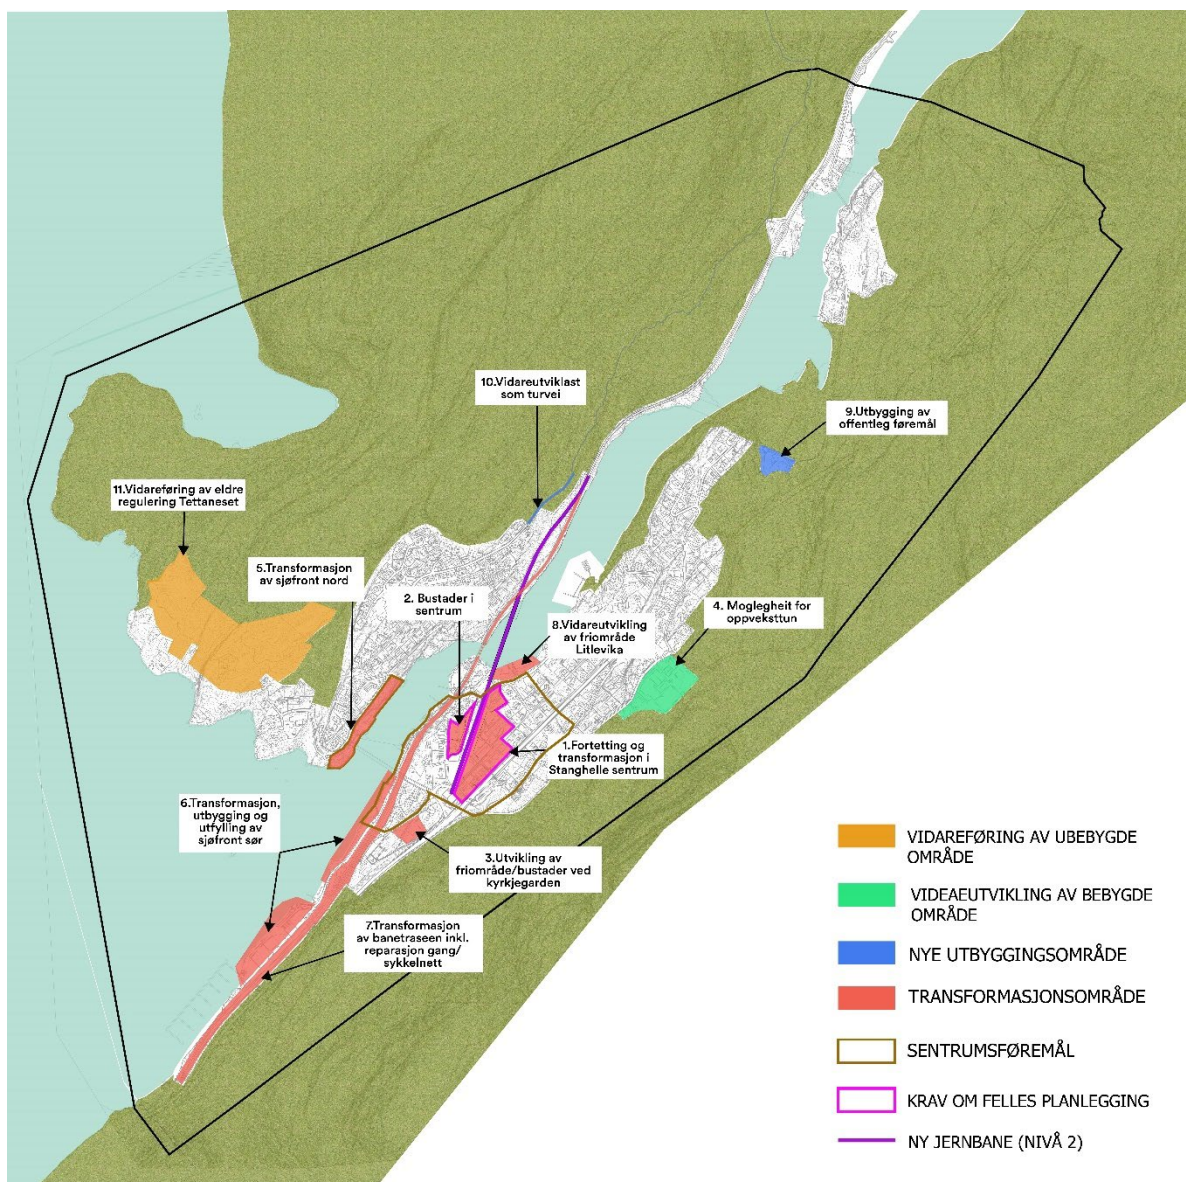 10.Vidareutviklast
som turvei
9.Utbygging av
offentleg føremål
11.Vidareføring av eldre
regulering Tettaneset
5.Transformasjon
av sjøfront nord
2. Bustader i
sentrum
8.Vidareutvikling
av friområde
Litlevika
4. Moglegheit for
oppveksttun
1.Fortetting og
transformasjon i
Stanghelle sentrum
6.Transformasjon,
utbygging og
utfylling av
sjøfront sør
3.Utvikling av
friområde/bustader ved
kyrkjegarden
7.Transformasjon
av banetraseen inkl.
reparasjon gang/
sykkelnett
VIDAREFØRING AV UBEBYGDE
OMRÅDE
VIDEAEUTVIKLING AV BEBYGDE
OMRÅDE
NYE UTBYGGINGSOMRÅDE
TRANSFORMASJONSOMRÅDE
SENTRUMSFØREMÅL
KRAV OM FELLES PLANLEGGING
NY JERNBANE (NIVÅ 2)